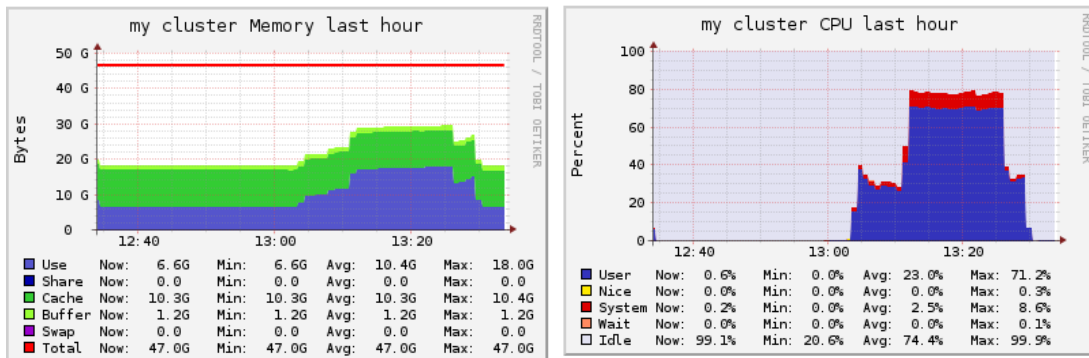 my cluster Memory last hour
RRDTOOL / TOBI OETIKER
Bytes
50 G
40 G
30 G
20 G
10 G
0
12:40 13:00 13:20
Use Now: 6.6G Min: 6.6G Avg: 10.4G Max: 18.0G
Share Now: 0.0 Min: 0.0 Avg: 0.0 Max: 0.0
Cache Now: 10.3G Min: 10.3G Avg: 10.3G Max: 10.4G
Buffer Now: 1.2G Min: 1.2G Avg: 1.2G Max: 1.2G
Swap Now: 0.0 Min: 0.0 Avg: 0.0 Max: 0.0
Total Now: 47.0G Min: 47.0G Avg: 47.0G Max: 47.0G
my cluster CPU last hour
RRDTOOL / TOBI OETIKER
Percent
100
80
60
40
20
0
12:40 13:00 13:20
User Now: 0.6% Min: 0.0% Avg: 23.0% Max: 71.2%
Nice Now: 0.0% Min: 0.0% Avg: 0.0% Max: 0.3%
System Now: 0.2% Min: 0.0% Avg: 2.5% Max: 8.6%
Wait Now: 0.0% Min: 0.0% Avg: 0.0% Max: 0.1%
Idle Now: 99.1% Min: 20.6% Avg: 74.4% Max: 99.9%